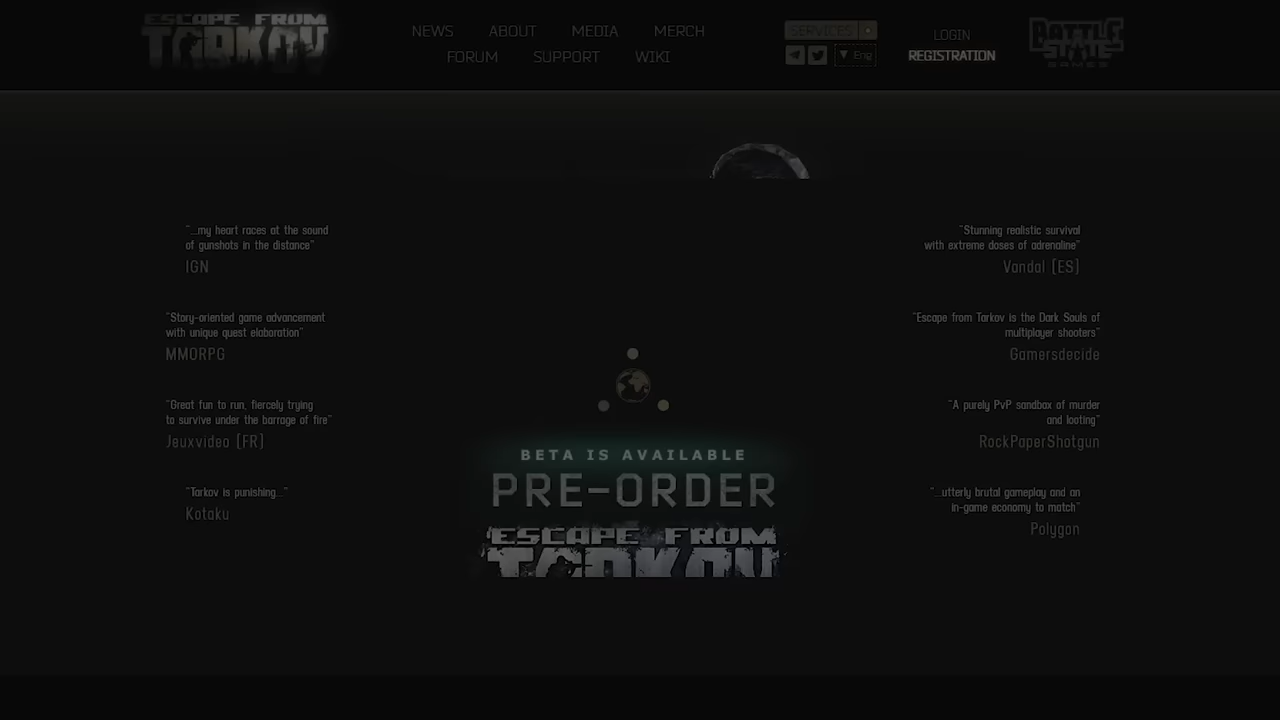 ESCAPE FROM
TARKOV
NEWS ABOUT MEDIA MERCH
FORUM SUPPORT WIKI
SERVICES
▼ Eng
LOGIN
REGISTRATION
BATTLE
STATE
GAMES
"...my heart races at the sound
of gunshots in the distance"
IGN
"Story-oriented game advancement
with unique quest elaboration"
MMORPG
"Great fun to run, fiercely trying
to survive under the barrage of fire"
Jeuxvideo [FR]
"Tarkov is punishing..."
Kotaku
BETA IS AVAILABLE
PRE-ORDER
ESCAPE FROM
TARKOV
"Stunning realistic survival
with extreme doses of adrenaline"
Vandal [ES]
"Escape from Tarkov is the Dark Souls of
multiplayer shooters"
Gamersdecide
"A purely PvP sandbox of murder
and looting"
RockPaperShotgun
"...utterly brutal gameplay and an
in-game economy to match"
Polygon